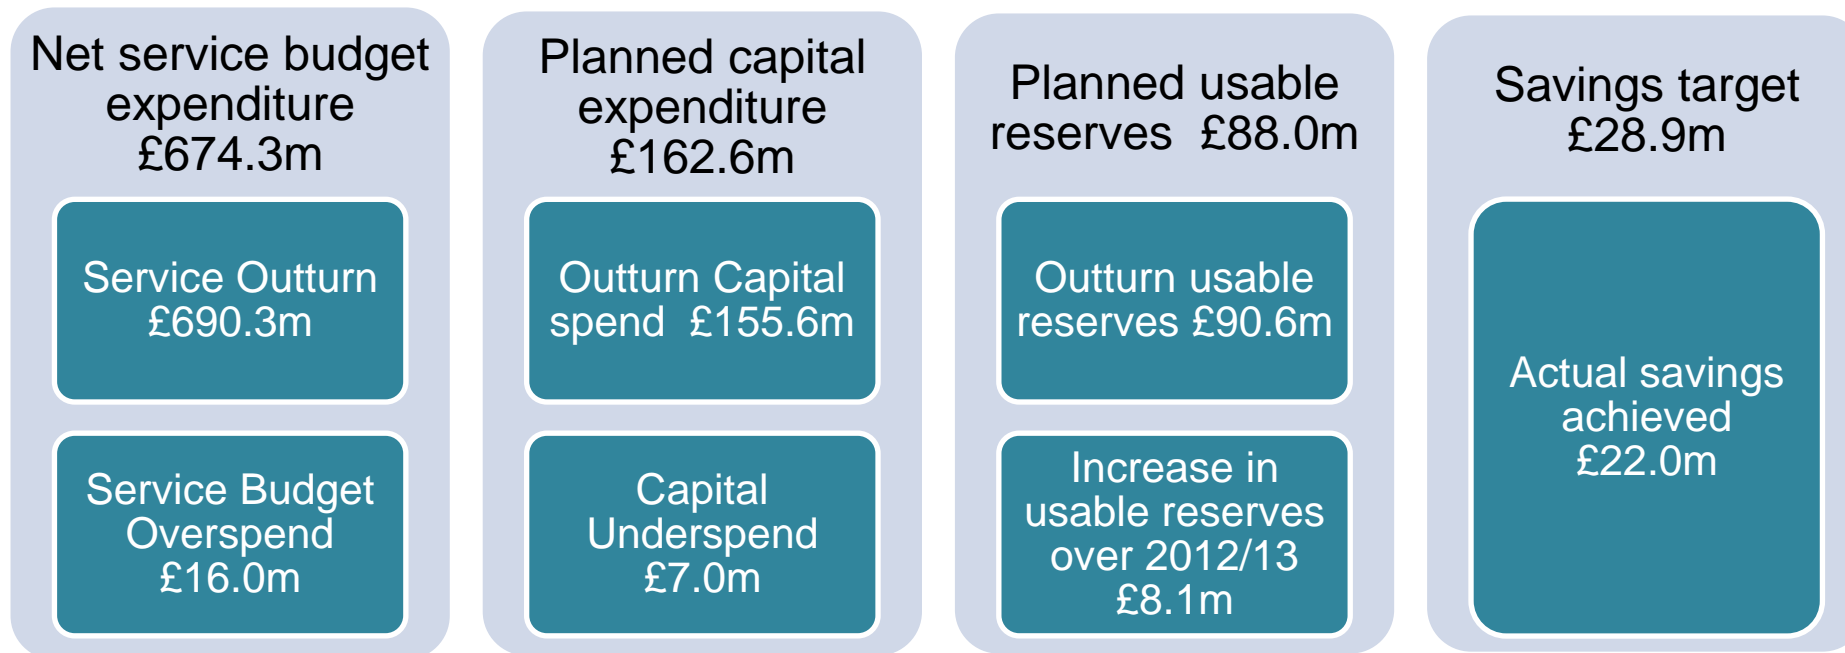 Net service budget
expenditure
£674.3m
Service Outturn
£690.3m
Service Budget
Overspend
£16.0m
Planned capital
expenditure
£162.6m
Outturn Capital
spend £155.6m
Capital
Underspend
£7.0m
Planned usable
reserves £88.0m
Outturn usable
reserves £90.6m
Increase in
usable reserves
over 2012/13
£8.1m
Savings target
£28.9m
Actual savings
achieved
£22.0m